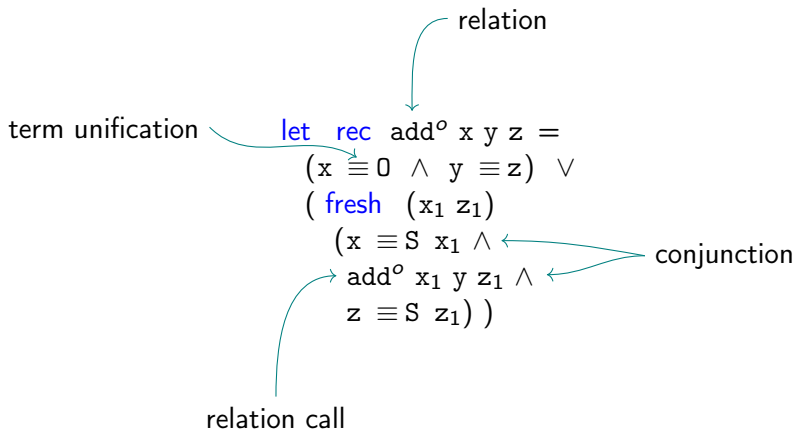 relation
term unification
let rec addᵒ x y z =
(x ≡ O ∧ y ≡ z) ∨
( fresh (x₁ z₁)
(x ≡ S x₁ ∧
conjunction
addᵒ x₁ y z₁ ∧
z ≡ S z₁) )
relation call